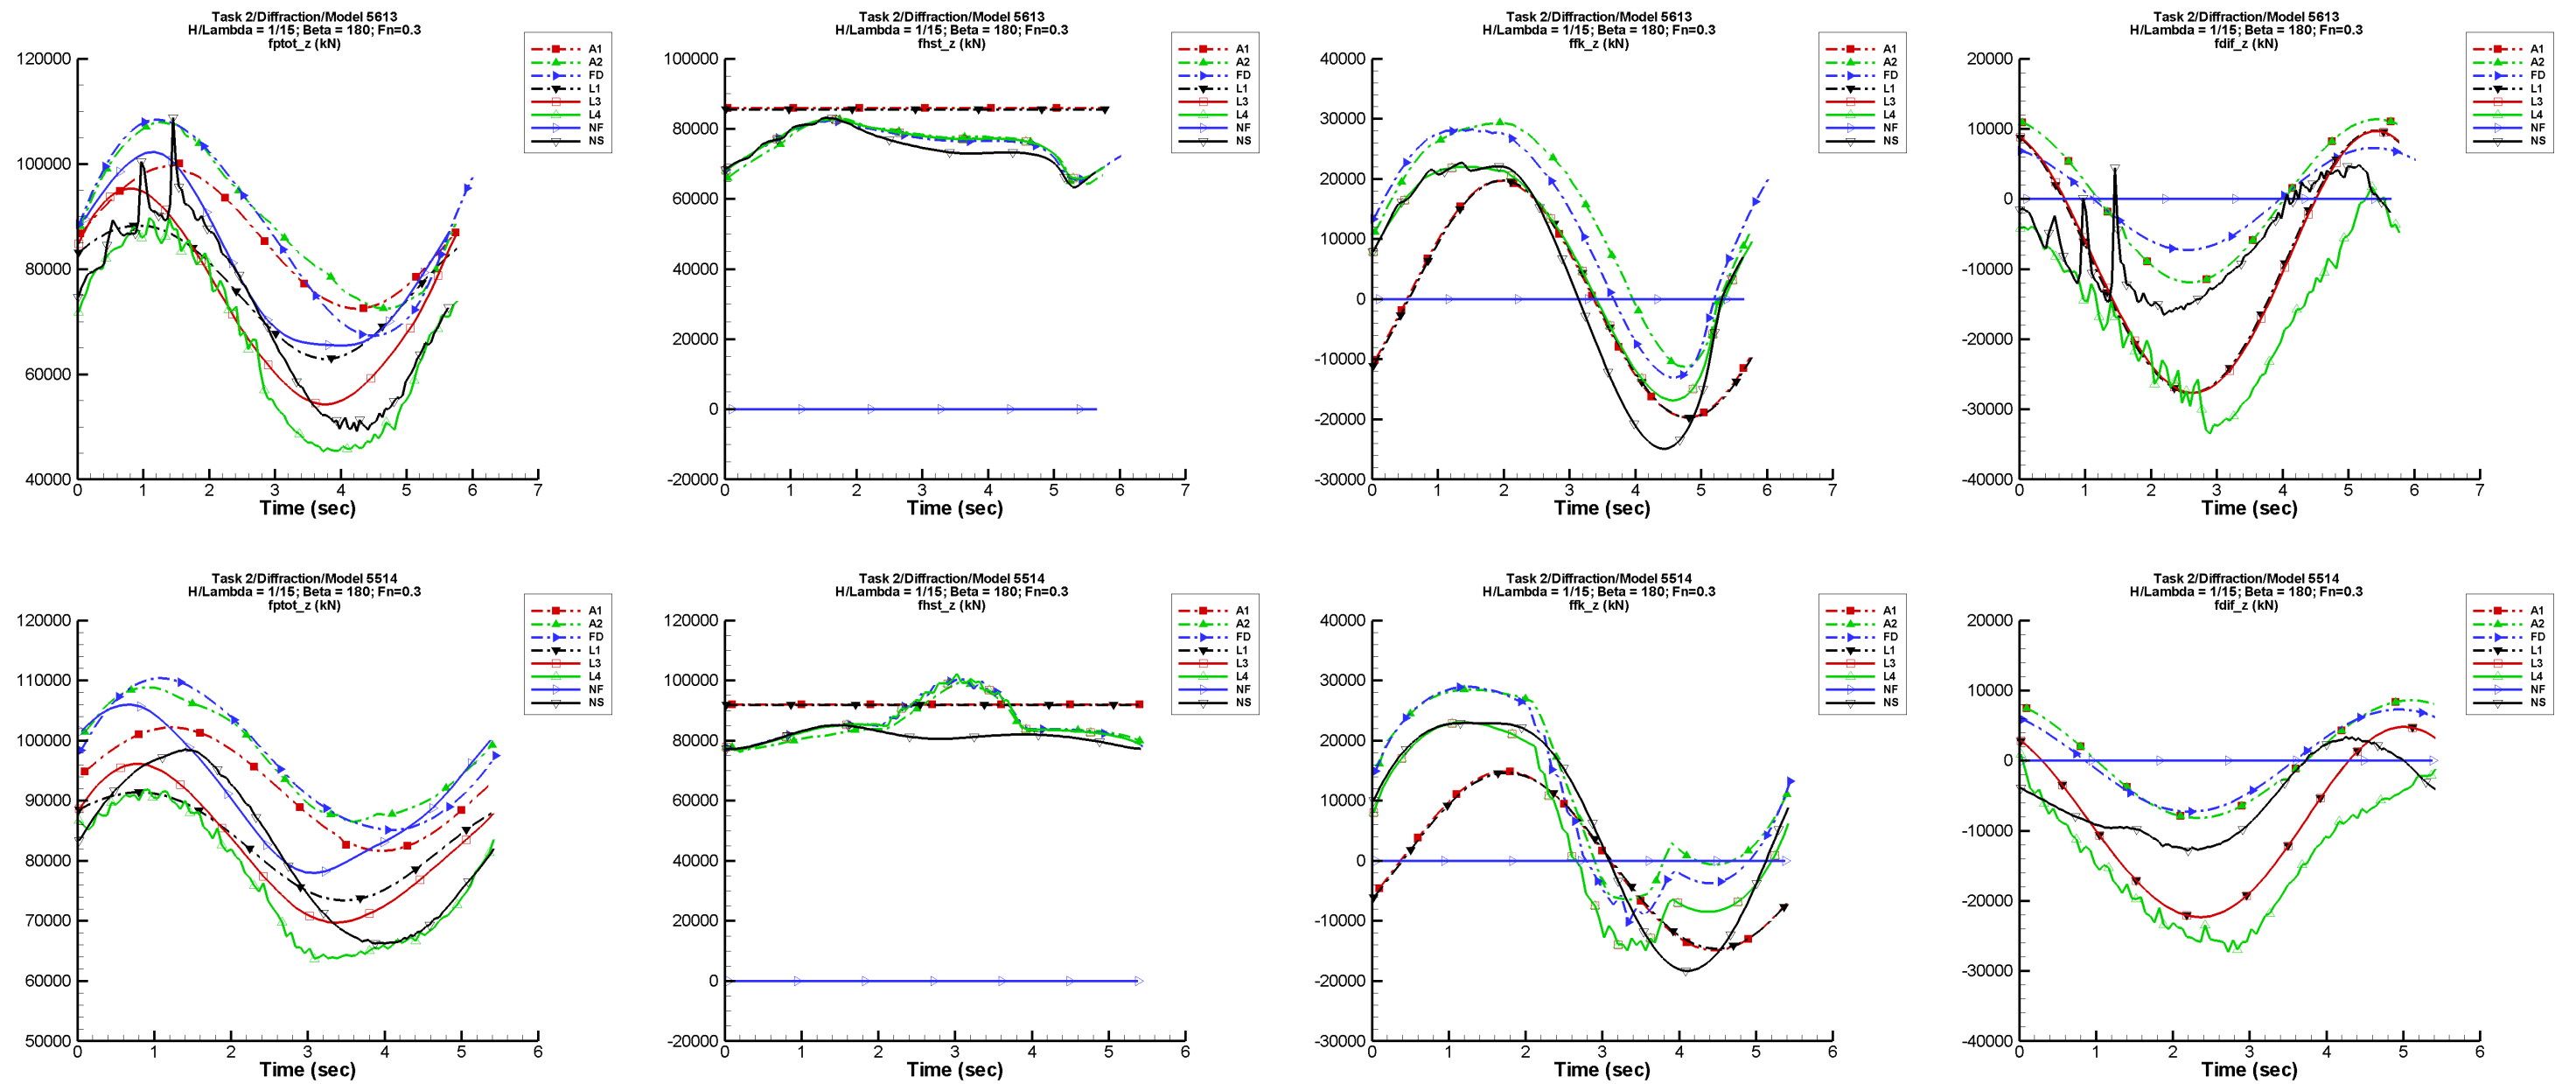 Task 2/Diffraction/Model 5613
H/Lambda = 1/15; Beta = 180; Fn=0.3
fptot_z (kN)
A1
A2
FD
L1
L3
L4
NF
NS
120000
100000
80000
60000
40000
0 1 2 3 4 5 6 7
Time (sec)
Task 2/Diffraction/Model 5613
H/Lambda = 1/15; Beta = 180; Fn=0.3
fhst_z (kN)
A1
A2
FD
L1
L3
L4
NF
NS
100000
80000
60000
40000
20000
0
-20000
0 1 2 3 4 5 6 7
Time (sec)
Task 2/Diffraction/Model 5613
H/Lambda = 1/15; Beta = 180; Fn=0.3
ffk_z (kN)
A1
A2
FD
L1
L3
L4
NF
NS
40000
30000
20000
10000
0
-10000
-20000
-30000
0 1 2 3 4 5 6 7
Time (sec)
Task 2/Diffraction/Model 5613
H/Lambda = 1/15; Beta = 180; Fn=0.3
fdif_z (kN)
A1
A2
FD
L1
L3
L4
NF
NS
20000
10000
0
-10000
-20000
-30000
-40000
0 1 2 3 4 5 6 7
Time (sec)
Task 2/Diffraction/Model 5514
H/Lambda = 1/15; Beta = 180; Fn=0.3
fptot_z (kN)
A1
A2
FD
L1
L3
L4
NF
NS
120000
110000
100000
90000
80000
70000
60000
50000
0 1 2 3 4 5 6
Time (sec)
Task 2/Diffraction/Model 5514
H/Lambda = 1/15; Beta = 180; Fn=0.3
fhst_z (kN)
A1
A2
FD
L1
L3
L4
NF
NS
120000
100000
80000
60000
40000
20000
0
-20000
0 1 2 3 4 5 6
Time (sec)
Task 2/Diffraction/Model 5514
H/Lambda = 1/15; Beta = 180; Fn=0.3
ffk_z (kN)
A1
A2
FD
L1
L3
L4
NF
NS
40000
30000
20000
10000
0
-10000
-20000
-30000
0 1 2 3 4 5 6
Time (sec)
Task 2/Diffraction/Model 5514
H/Lambda = 1/15; Beta = 180; Fn=0.3
fdif_z (kN)
A1
A2
FD
L1
L3
L4
NF
NS
20000
10000
0
-10000
-20000
-30000
-40000
0 1 2 3 4 5 6
Time (sec)